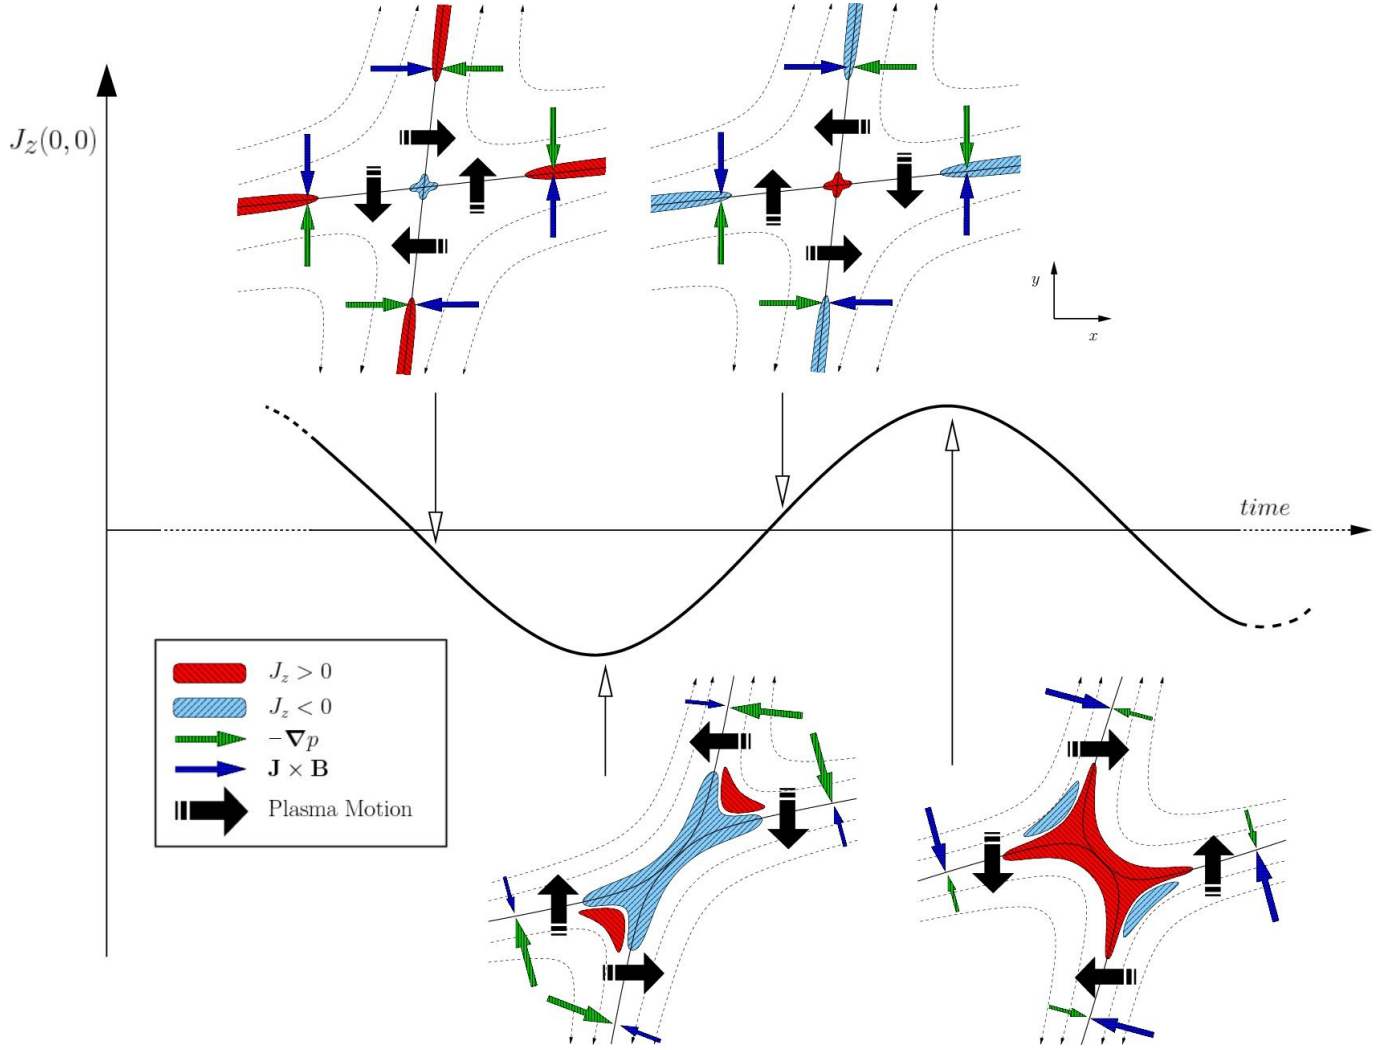 J_z(0,0)
y
x
time
J_z > 0
J_z < 0
−∇p
J × B
Plasma Motion